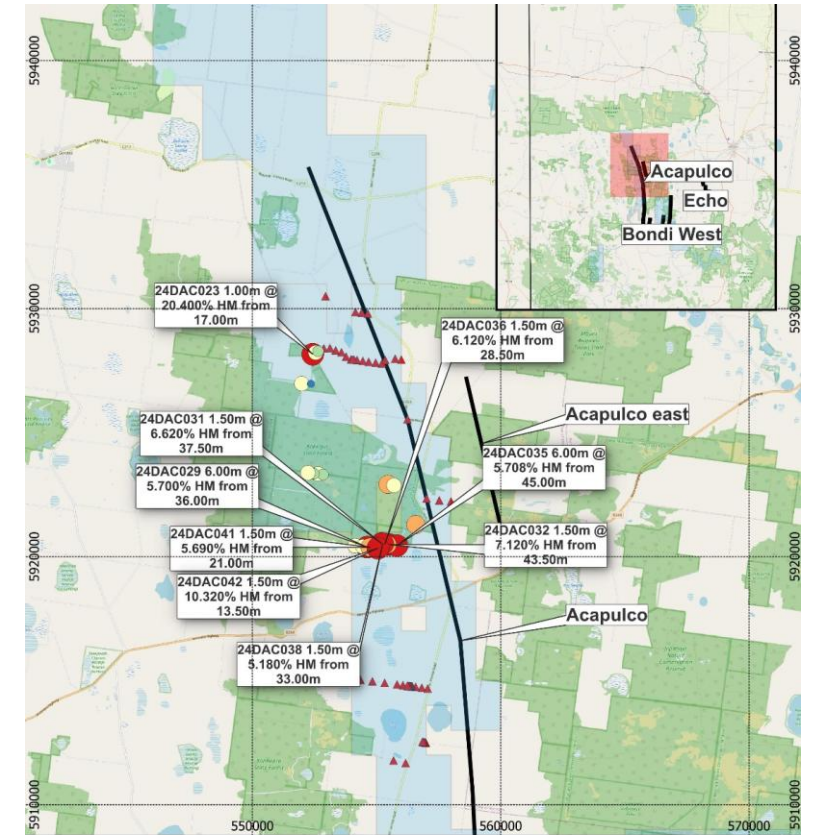 5940000
5940000
Acapulco
Echo
Bondi West
24DAC023 1.00m @
20.400% HM from
17.00m
5930000
5930000
24DAC036 1.50m @
6.120% HM from
28.50m
24DAC031 1.50m @
6.620% HM from
37.50m
Acapulco east
24DAC029 6.00m @
5.700% HM from
36.00m
24DAC035 6.00m @
5.708% HM from
45.00m
24DAC041 1.50m @
5.690% HM from
21.00m
24DAC032 1.50m @
7.120% HM from
43.50m
5920000
5920000
24DAC042 1.50m @
10.320% HM from
13.50m
Acapulco
24DAC038 1.50m @
5.180% HM from
33.00m
5910000
5910000
550000
560000
570000